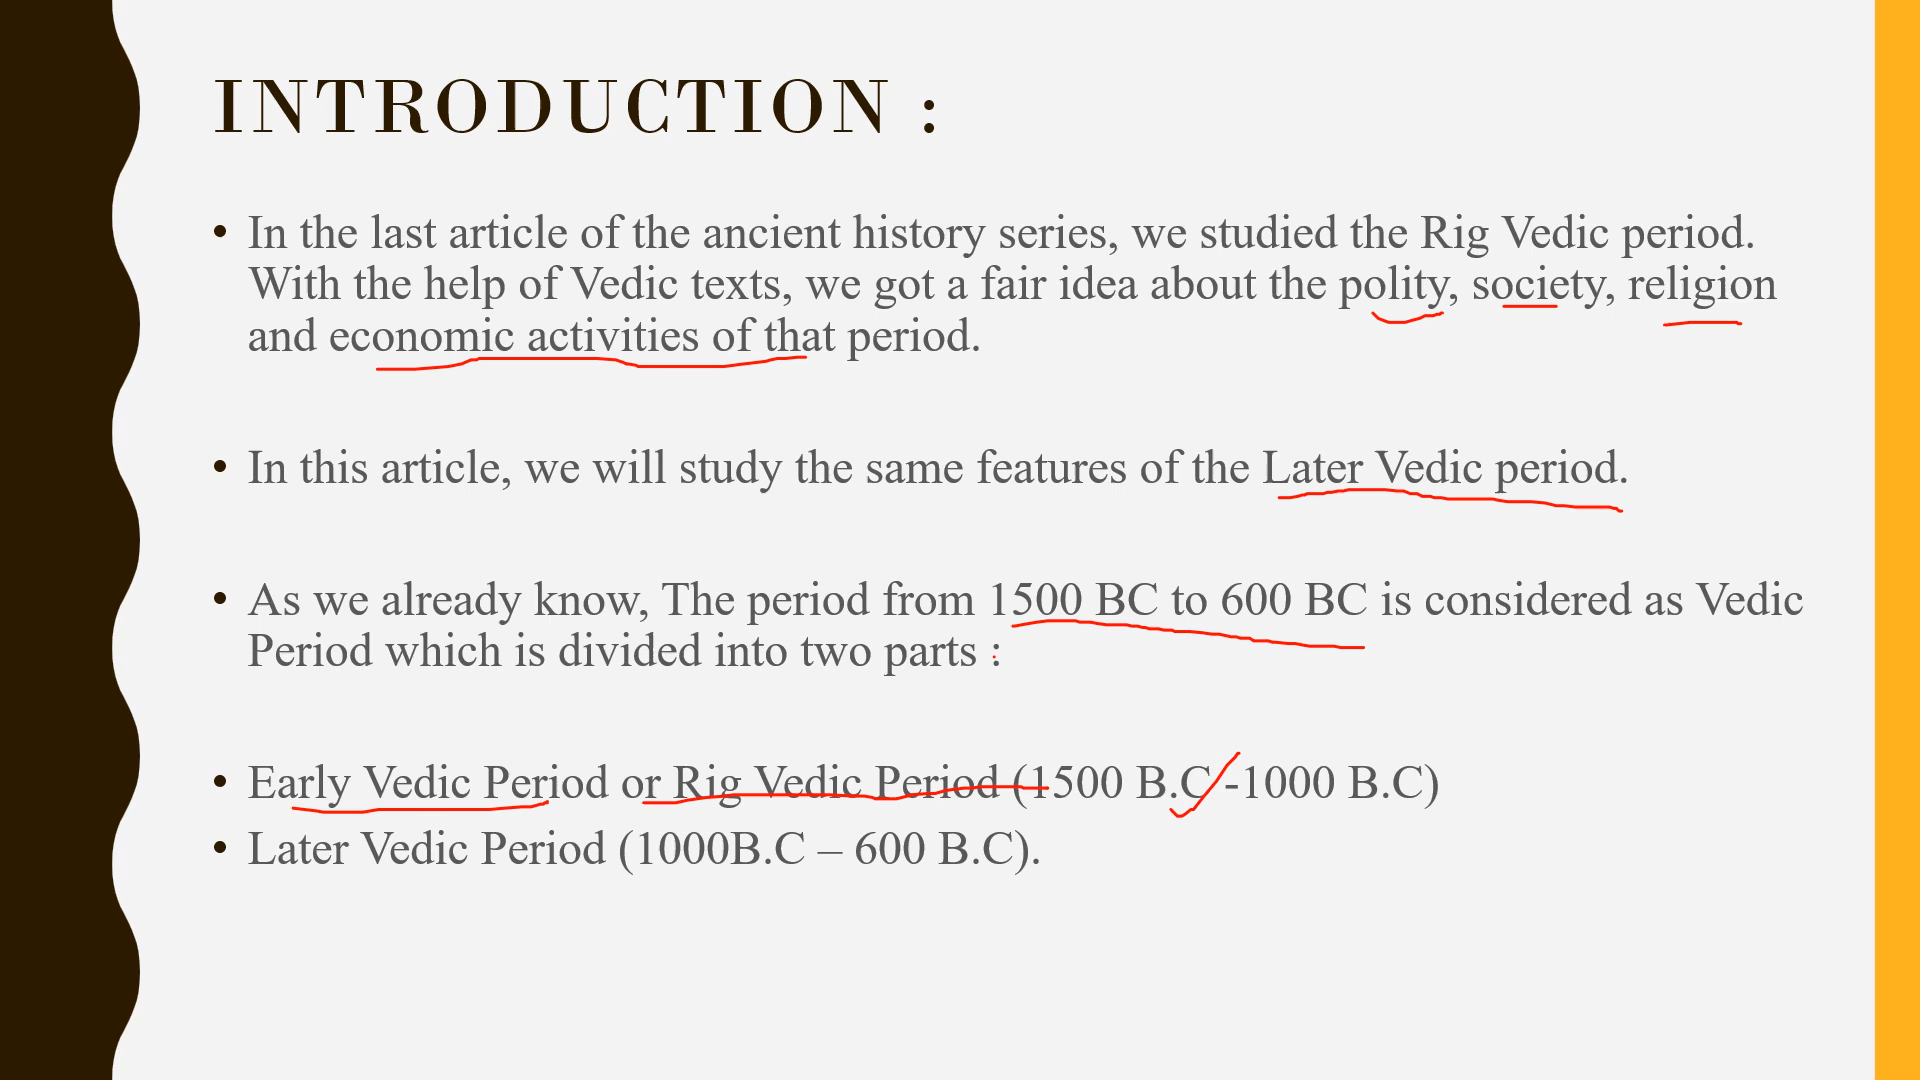 INTRODUCTION :
• In the last article of the ancient history series, we studied the Rig Vedic period.
With the help of Vedic texts, we got a fair idea about the polity, society, religion
and economic activities of that period.
• In this article, we will study the same features of the Later Vedic period.
• As we already know, The period from 1500 BC to 600 BC is considered as Vedic
Period which is divided into two parts :
• Early Vedic Period or Rig Vedic Period (1500 B.C -1000 B.C)
• Later Vedic Period (1000B.C – 600 B.C).